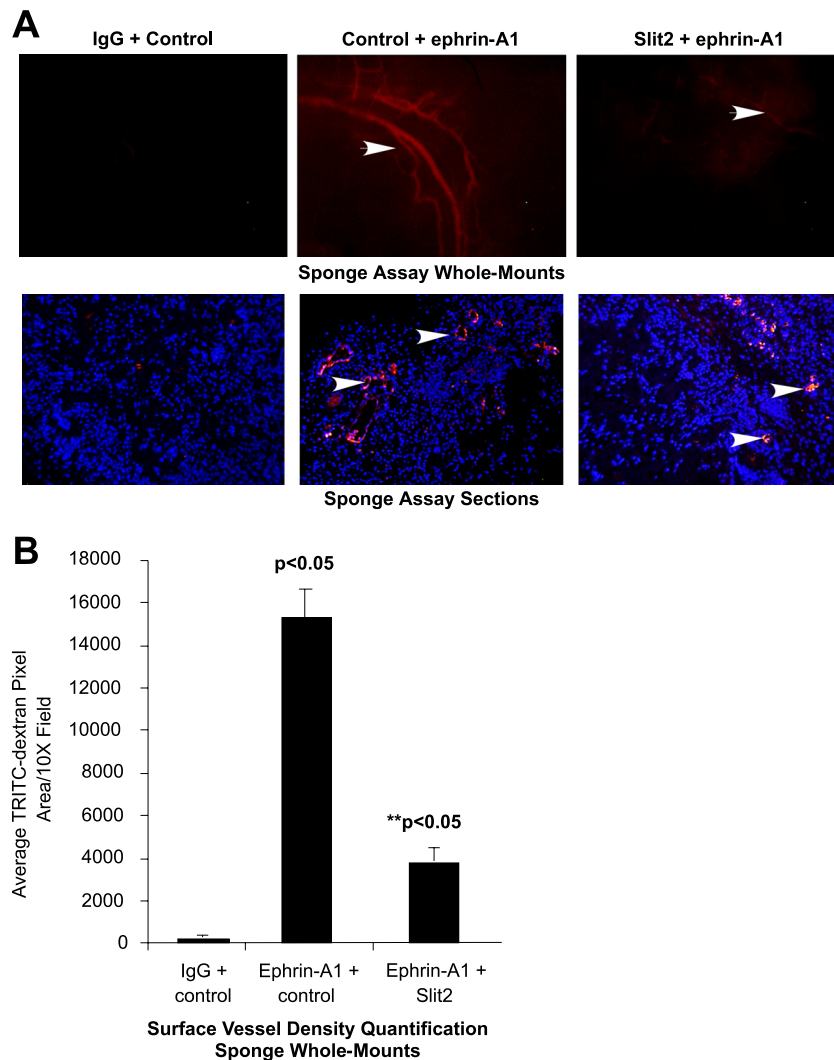 A
IgG + Control
Control + ephrin-A1
Slit2 + ephrin-A1
Sponge Assay Whole-Mounts
Sponge Assay Sections
B
Average TRITC-dextran Pixel
Area/10X Field
18000
16000
14000
12000
10000
8000
6000
4000
2000
0
p<0.05
**p<0.05
IgG +
control
Ephrin-A1 +
control
Ephrin-A1 +
Slit2
Surface Vessel Density Quantification
Sponge Whole-Mounts